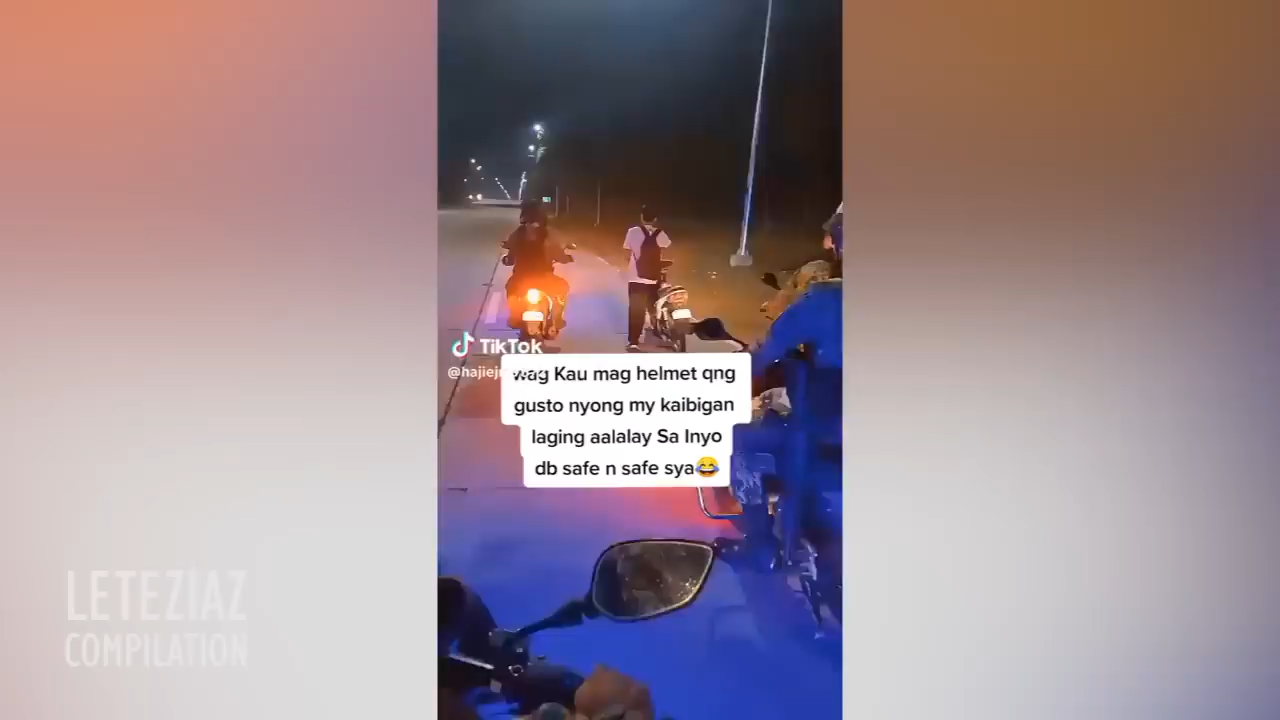 TikTok
wag Kau mag helmet qng
gusto nyong my kaibigan
laging aalalay Sa Inyo
db safe n safe sya😂
LETEZIAZ
COMPILATION